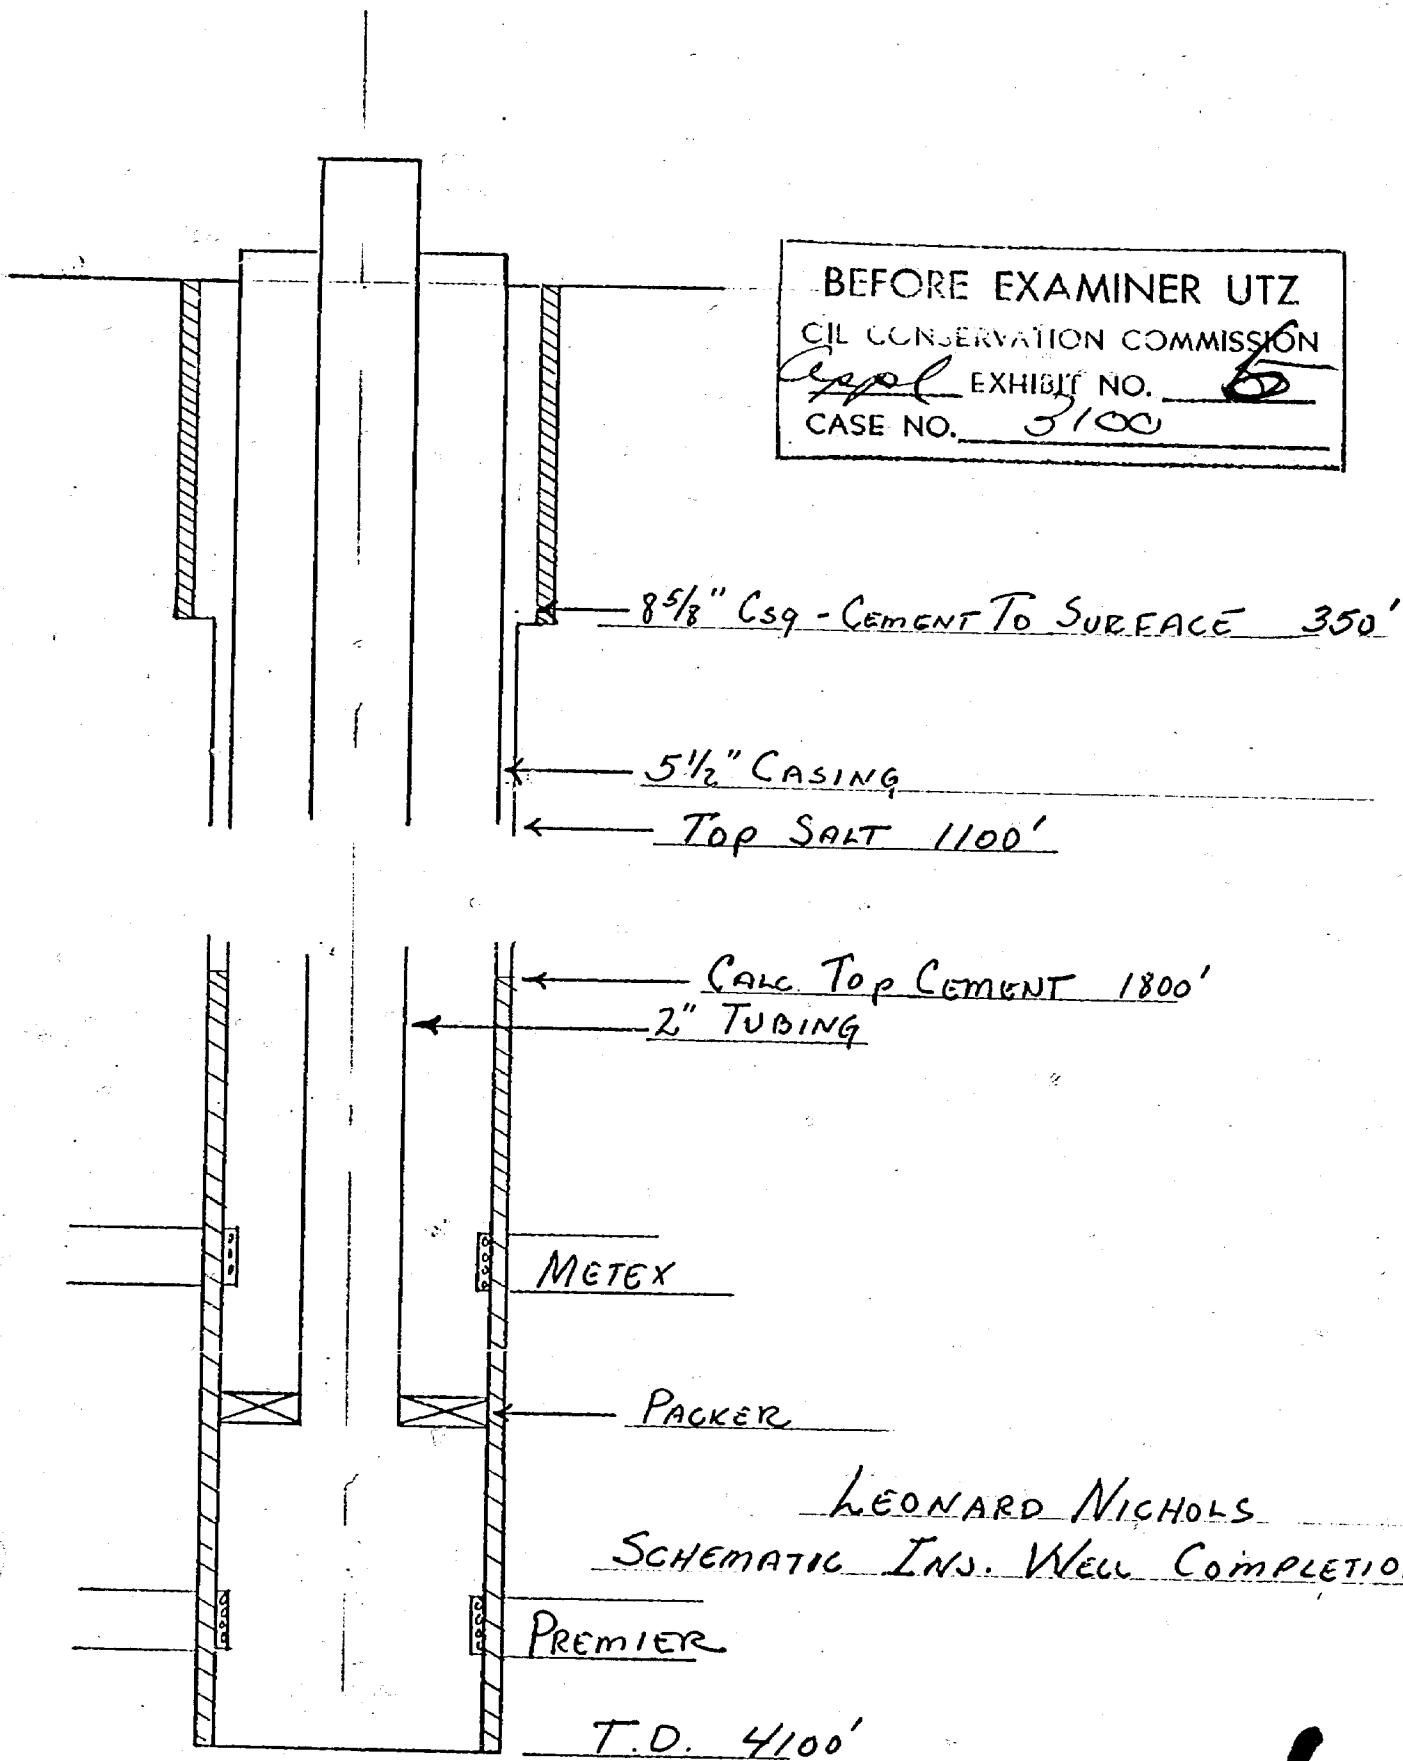 BEFORE EXAMINER UTZ
OIL CONSERVATION COMMISSION
Appl EXHIBIT NO.
CASE NO. 3100
8 5/8" Csg - CEMENT TO SURFACE 350'
5 1/2" CASING
TOP SALT 1100'
CALC TOP CEMENT 1800'
2" TUBING
METEX
PACKER
LEONARD NICHOLS
SCHEMATIC INJ. WELL COMPLETIO
PREMIER
T.D. 4100'